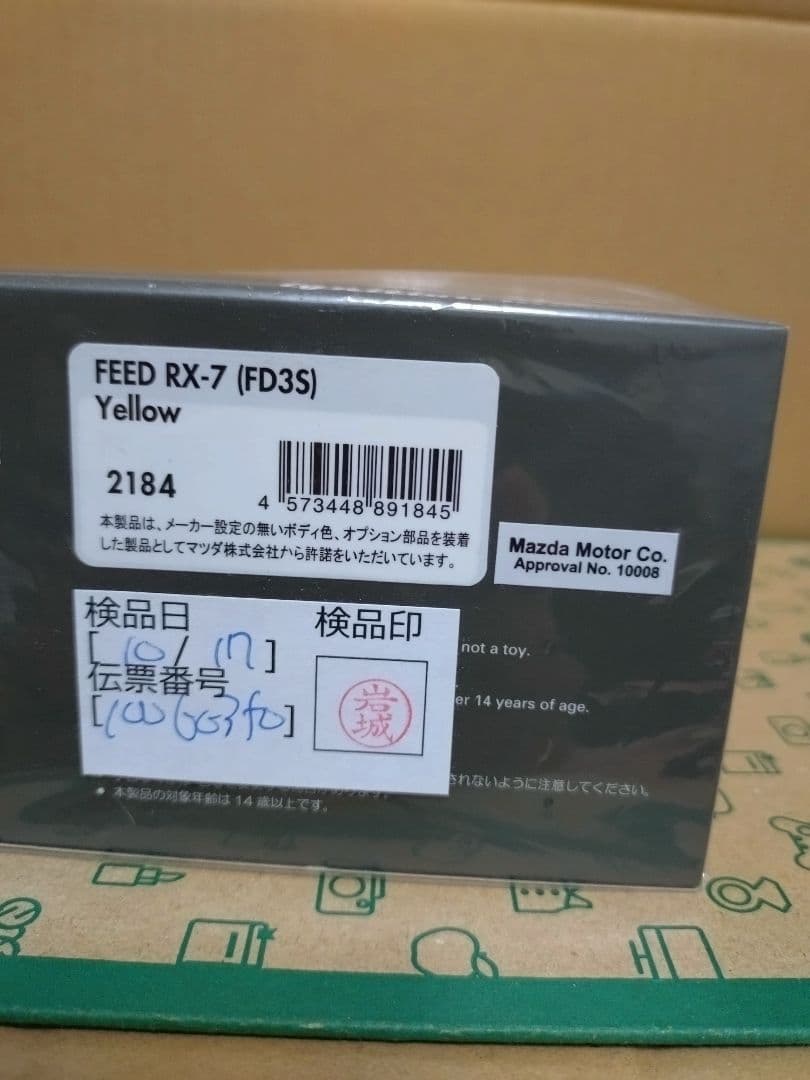 FEED RX-7 (FD3S)
Yellow
2184
4 573448 891845
本製品は、メーカー設定の無いボディ色、オプション部品を装着
した製品としてマツダ株式会社から許諾をいただいています。
Mazda Motor Co.
Approval No. 10008
検品日
[10/17]
伝票番号
検品印
岩城
not a toy.
er 14 years of age.
されないように注意してください。
• 本製品の対象年齢は14歳以上です。